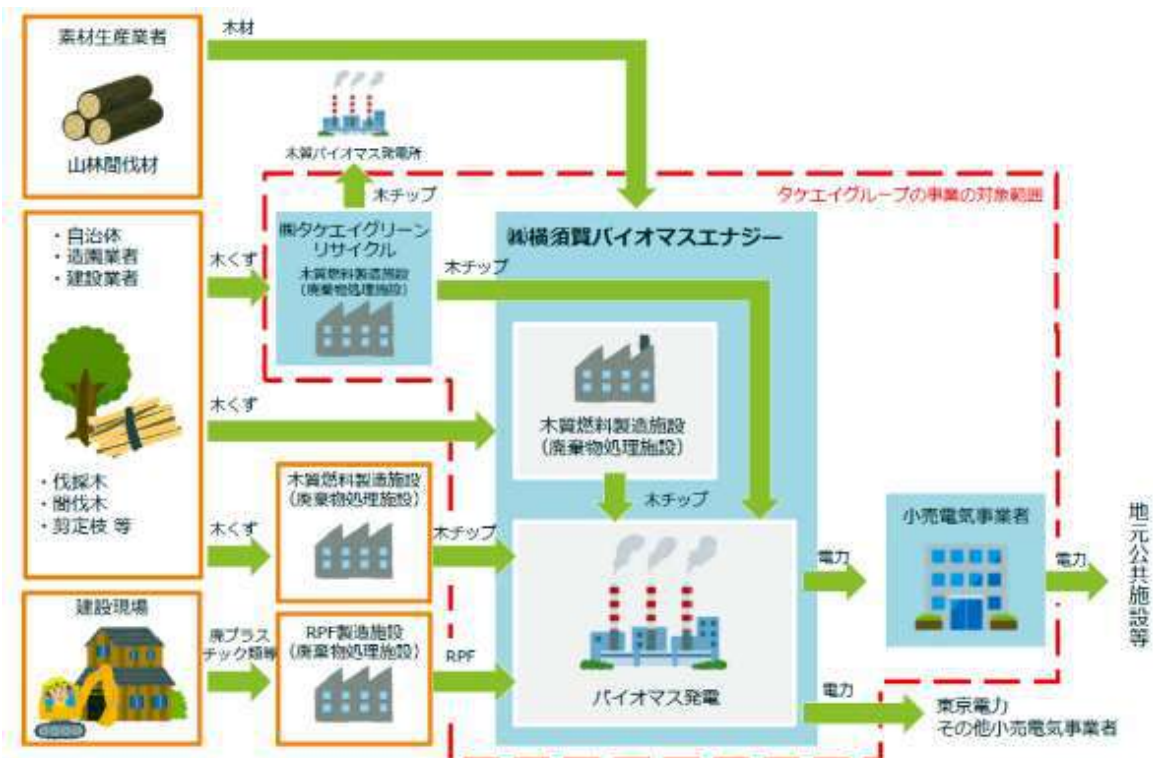 素材生産業者
山林間伐材
木材
木質バイオマス発電所
木チップ
タケエイグループの事業の対象範囲
・自治体
・造園業者
・建設業者
・伐採木
・間伐木
・剪定枝 等
木くず
㈱タケエイグリーン
リサイクル
木質燃料製造施設
(廃棄物処理施設)
木チップ
㈱横須賀バイオマスエナジー
木質燃料製造施設
(廃棄物処理施設)
木チップ
木くず
木くず
木質燃料製造施設
(廃棄物処理施設)
木チップ
建設現場
廃プラス
チック類等
RPF製造施設
(廃棄物処理施設)
RPF
バイオマス発電
電力
小売電気事業者
電力
地元公共施設等
電力
東京電力
その他小売電気事業者